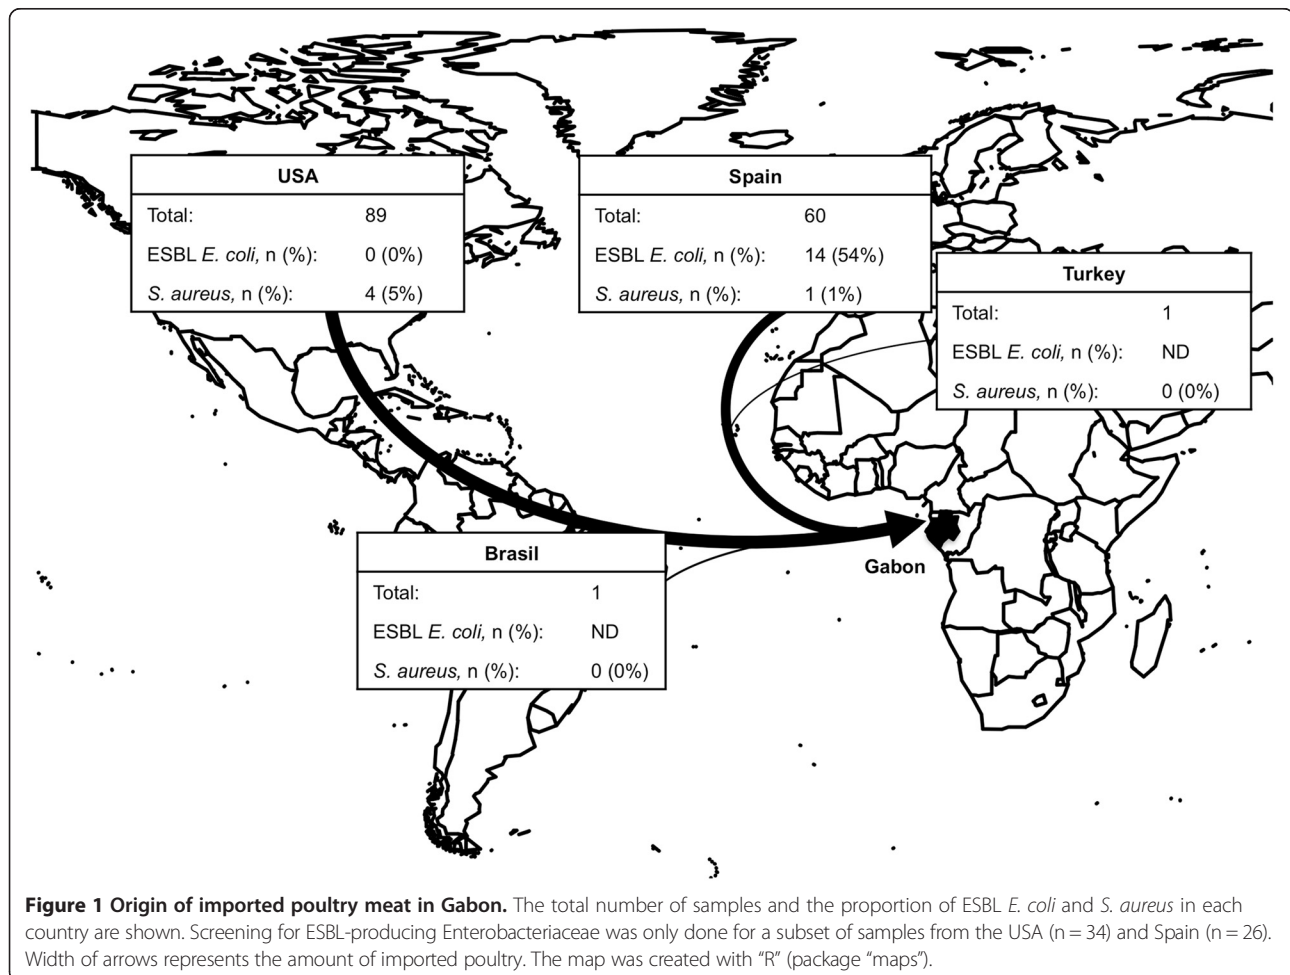 USA
Total: 89
ESBL E. coli, n (%): 0 (0%)
S. aureus, n (%): 4 (5%)
Spain
Total: 60
ESBL E. coli, n (%): 14 (54%)
S. aureus, n (%): 1 (1%)
Turkey
Total: 1
ESBL E. coli, n (%): ND
S. aureus, n (%): 0 (0%)
Gabon
Brasil
Total: 1
ESBL E. coli, n (%): ND
S. aureus, n (%): 0 (0%)
Figure 1 Origin of imported poultry meat in Gabon. The total number of samples and the proportion of ESBL E. coli and S. aureus in each
country are shown. Screening for ESBL-producing Enterobacteriaceae was only done for a subset of samples from the USA (n = 34) and Spain (n = 26).
Width of arrows represents the amount of imported poultry. The map was created with “R” (package “maps”).